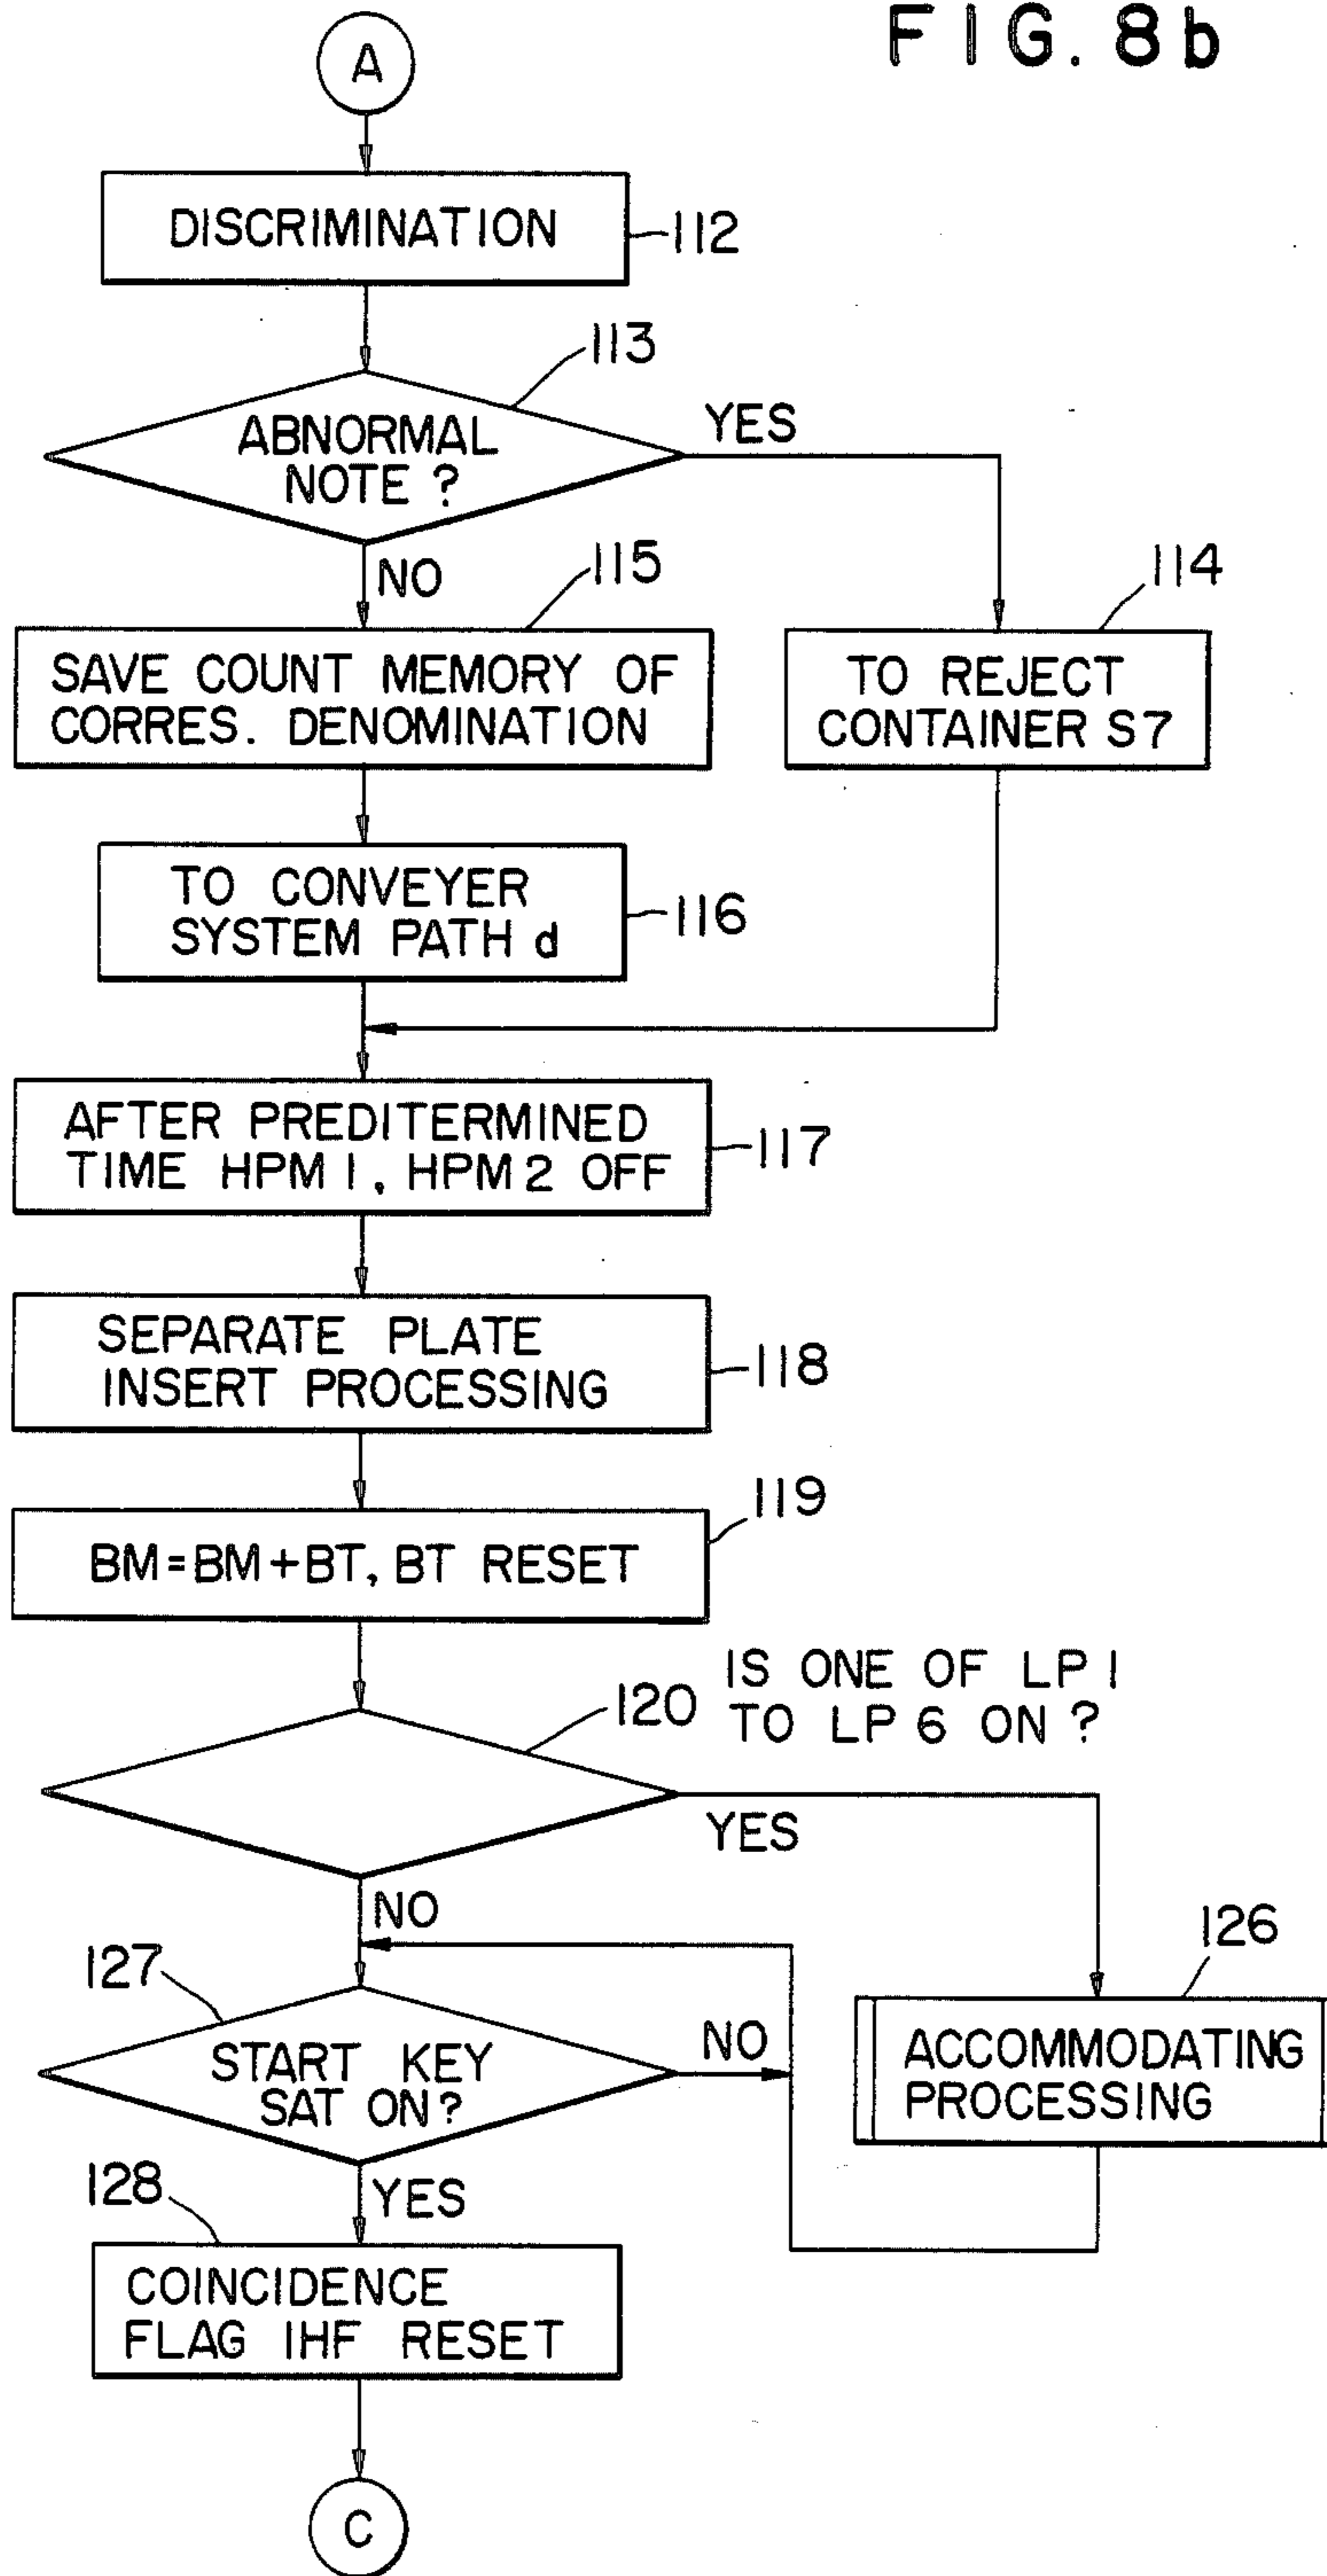 FIG. 8b
A
DISCRIMINATION
112
113
ABNORMAL
NOTE ?
YES
NO
115
114
SAVE COUNT MEMORY OF
CORRES. DENOMINATION
TO REJECT
CONTAINER S7
TO CONVEYER
SYSTEM PATH d
116
AFTER PREDITERMINED
TIME HPM 1, HPM 2 OFF
117
SEPARATE PLATE
INSERT PROCESSING
118
119
BM=BM+BT, BT RESET
120
IS ONE OF LP 1
TO LP 6 ON ?
YES
NO
126
127
START KEY
SAT ON?
NO
ACCOMMODATING
PROCESSING
128
YES
COINCIDENCE
FLAG IHF RESET
C